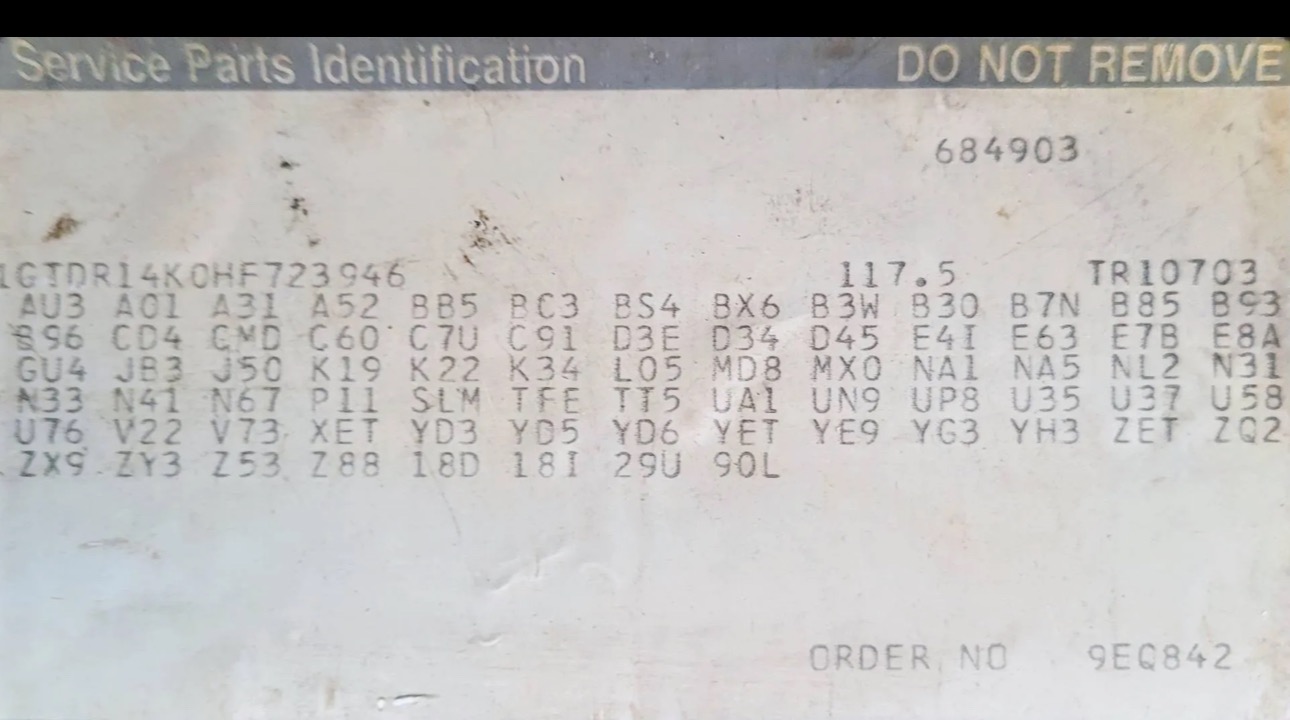 Service Parts Identification DO NOT REMOVE
684903
1GTDR14K0HF723946 117.5 TR10703
AU3 A01 A31 A52 BB5 BC3 BS4 BX6 B3W B30 B7N B85 B93
B96 CD4 CMD C60 C7U C91 D3E D34 D45 E4I E63 E7B E8A
GU4 JB3 J50 K19 K22 K34 L05 MD8 MX0 NA1 NA5 NL2 N31
N33 N41 N67 P11 SLM TFE TT5 UA1 UN9 UP8 U35 U37 U58
U76 V22 V73 XET YD3 YD5 YD6 YET YE9 YG3 YH3 ZET ZQ2
ZX9 ZY3 Z53 Z88 18D 18I 29U 90L
ORDER NO 9EQ842